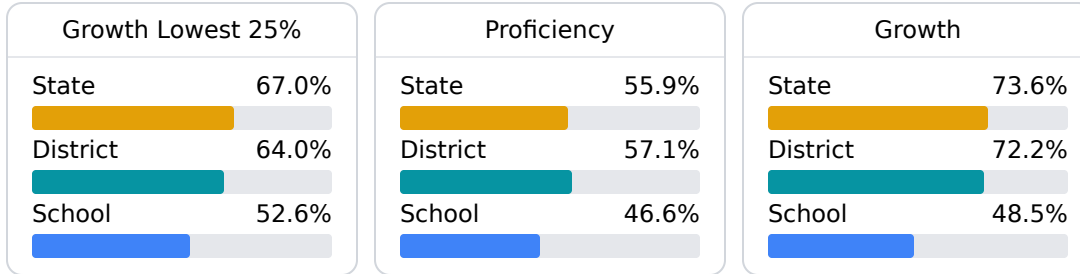 Growth Lowest 25%
State 67.0%
District 64.0%
School 52.6%
Proficiency
State 55.9%
District 57.1%
School 46.6%
Growth
State 73.6%
District 72.2%
School 48.5%